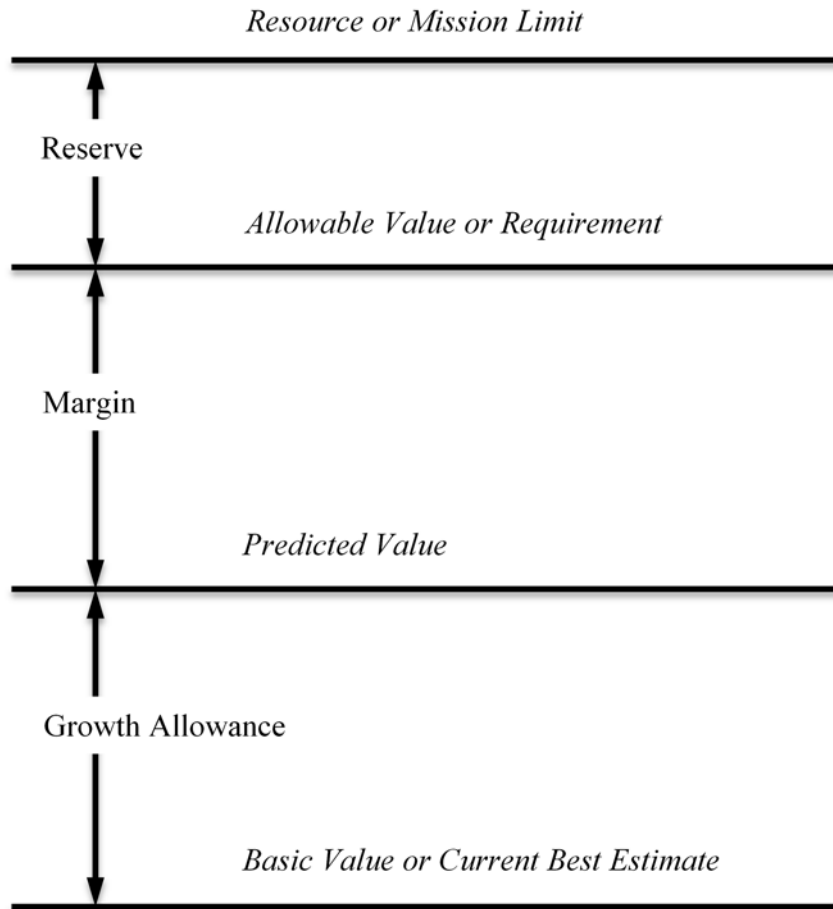 Resource or Mission Limit
Reserve
Allowable Value or Requirement
Margin
Predicted Value
Growth Allowance
Basic Value or Current Best Estimate